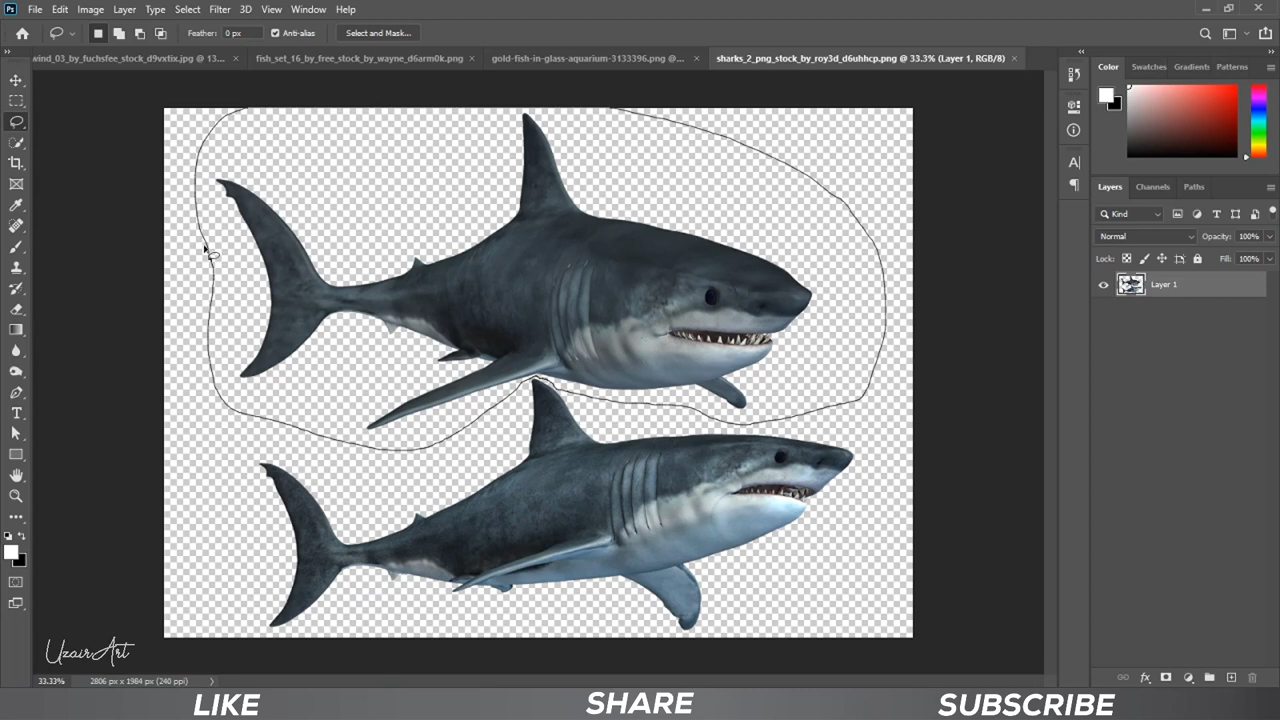 Ps File Edit Image Layer Type Select Filter 3D View Window Help
Feather: 0 px Anti-alias Select and Mask...
wind_03_by_fuchsfee_stock_d9vxtix.jpg @ 13... × fish_set_16_by_free_stock_by_wayne_d6arm0k.png × gold-fish-in-glass-aquarium-3133396.png @ ... × sharks_2_png_stock_by_roy3d_d6uhhcp.png @ 33.3% (Layer 1, RGB/8) ×
Color Swatches Gradients Patterns
Layers Channels Paths
Kind
Normal Opacity: 100%
Lock: Fill: 100%
Layer 1
UzairArt
33.33% 2806 px x 1984 px (240 ppi)
LIKE SHARE SUBSCRIBE